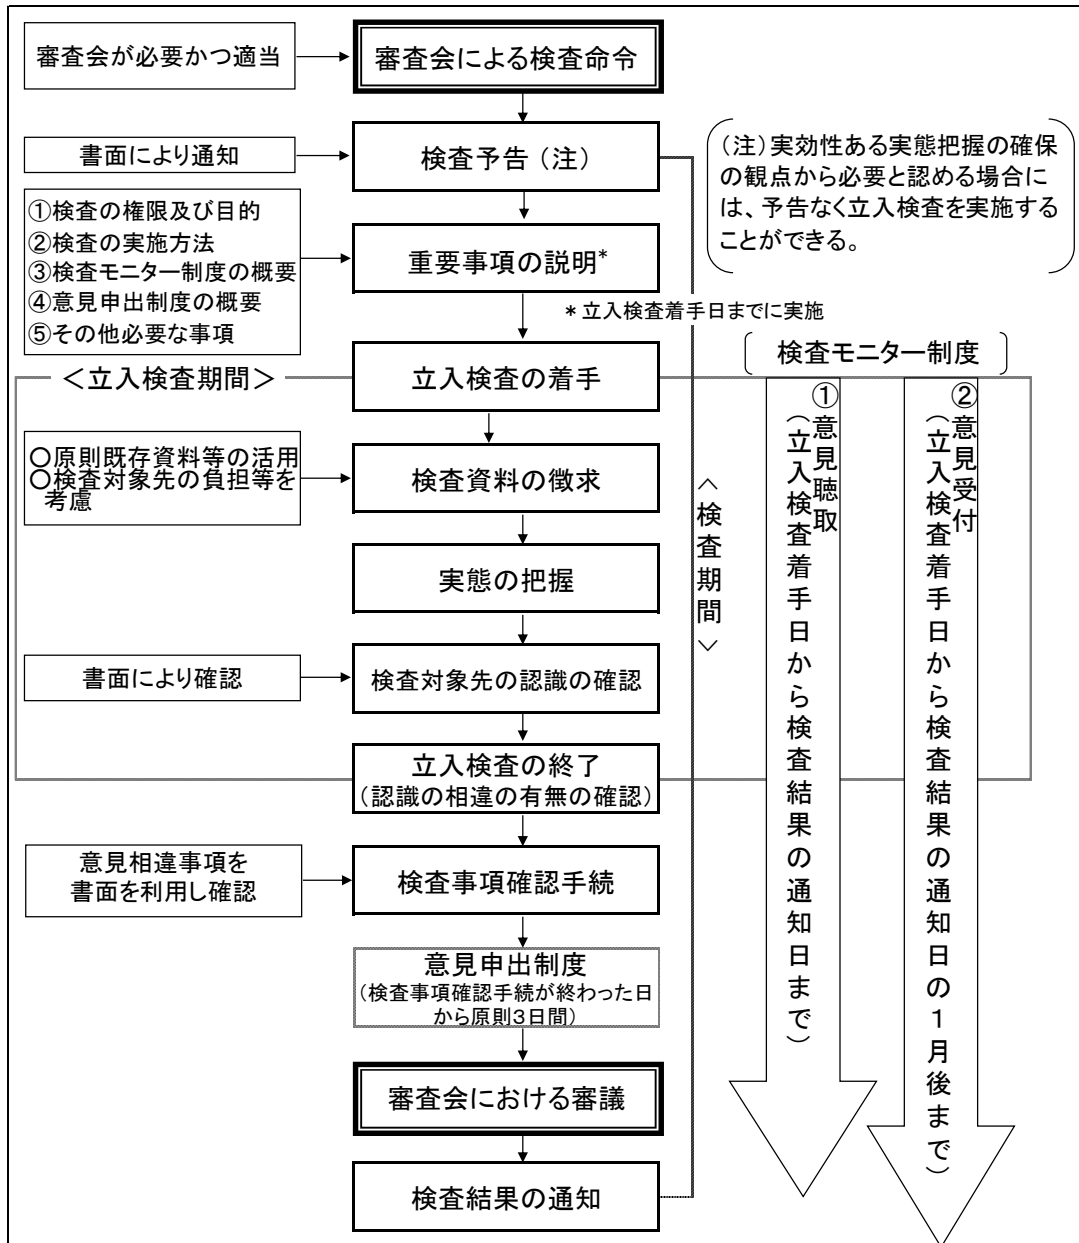 審査会が必要かつ適当
審査会による検査命令
書面により通知
検査予告（注）
（注）実効性ある実態把握の確保
の観点から必要と認める場合に
は、予告なく立入検査を実施する
ことができる。
①検査の権限及び目的
②検査の実施方法
③検査モニター制度の概要
④意見申出制度の概要
⑤その他必要な事項
重要事項の説明*
＊立入検査着手日までに実施
検査モニター制度
＜立入検査期間＞
立入検査の着手
○原則既存資料等の活用
○検査対象先の負担等を
考慮
検査資料の徴求
実態の把握
書面により確認
検査対象先の認識の確認
立入検査の終了
（認識の相違の有無の確認）
意見相違事項を
書面を利用し確認
検査事項確認手続
意見申出制度
（検査事項確認手続が終わった日
から原則３日間）
審査会における審議
検査結果の通知
＜検査期間＞
①意見聴取
（立入検査着手日から検査結果の通知日まで）
②意見受付
（立入検査着手日から検査結果の通知日の１月後まで）